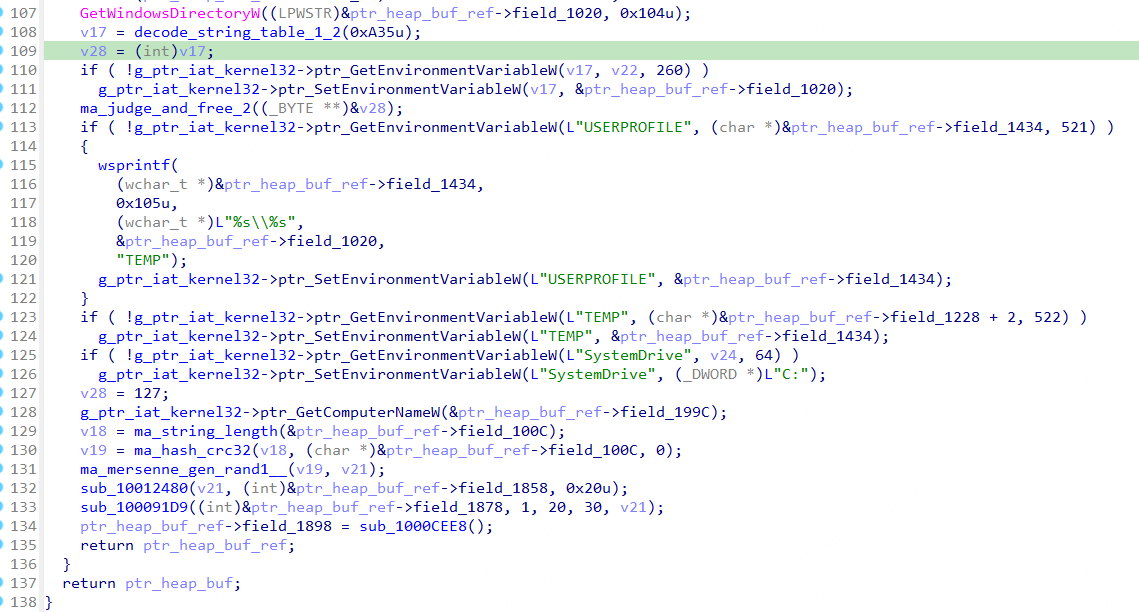 107 GetWindowsDirectoryW((LPWSTR)&ptr_heap_buf_ref->field_1020, 0x104u);
108 v17 = decode_string_table_1_2(0xA35u);
109 v28 = (int)v17;
110 if ( !g_ptr_iat_kernel32->ptr_GetEnvironmentVariableW(v17, v22, 260) )
111 g_ptr_iat_kernel32->ptr_SetEnvironmentVariableW(v17, &ptr_heap_buf_ref->field_1020);
112 ma_judge_and_free_2((_BYTE **)&v28);
113 if ( !g_ptr_iat_kernel32->ptr_GetEnvironmentVariableW(L"USERPROFILE", (char *)&ptr_heap_buf_ref->field_1434, 521) )
114 {
115 wsprintf(
116 (wchar_t *)&ptr_heap_buf_ref->field_1434,
117 0x105u,
118 (wchar_t *)L"%s\\%s",
119 &ptr_heap_buf_ref->field_1020,
120 "TEMP");
121 g_ptr_iat_kernel32->ptr_SetEnvironmentVariableW(L"USERPROFILE", &ptr_heap_buf_ref->field_1434);
122 }
123 if ( !g_ptr_iat_kernel32->ptr_GetEnvironmentVariableW(L"TEMP", (char *)&ptr_heap_buf_ref->field_1228 + 2, 522) )
124 g_ptr_iat_kernel32->ptr_SetEnvironmentVariableW(L"TEMP", &ptr_heap_buf_ref->field_1434);
125 if ( !g_ptr_iat_kernel32->ptr_GetEnvironmentVariableW(L"SystemDrive", v24, 64) )
126 g_ptr_iat_kernel32->ptr_SetEnvironmentVariableW(L"SystemDrive", (_DWORD *)L"C:");
127 v28 = 127;
128 g_ptr_iat_kernel32->ptr_GetComputerNameW(&ptr_heap_buf_ref->field_199C);
129 v18 = ma_string_length(&ptr_heap_buf_ref->field_100C);
130 v19 = ma_hash_crc32(v18, (char *)&ptr_heap_buf_ref->field_100C, 0);
131 ma_mersenne_gen_rand1__(v19, v21);
132 sub_10012480(v21, (int)&ptr_heap_buf_ref->field_1858, 0x20u);
133 sub_100091D9((int)&ptr_heap_buf_ref->field_1878, 1, 20, 30, v21);
134 ptr_heap_buf_ref->field_1898 = sub_1000CEE8();
135 return ptr_heap_buf_ref;
136 }
137 return ptr_heap_buf;
138 }